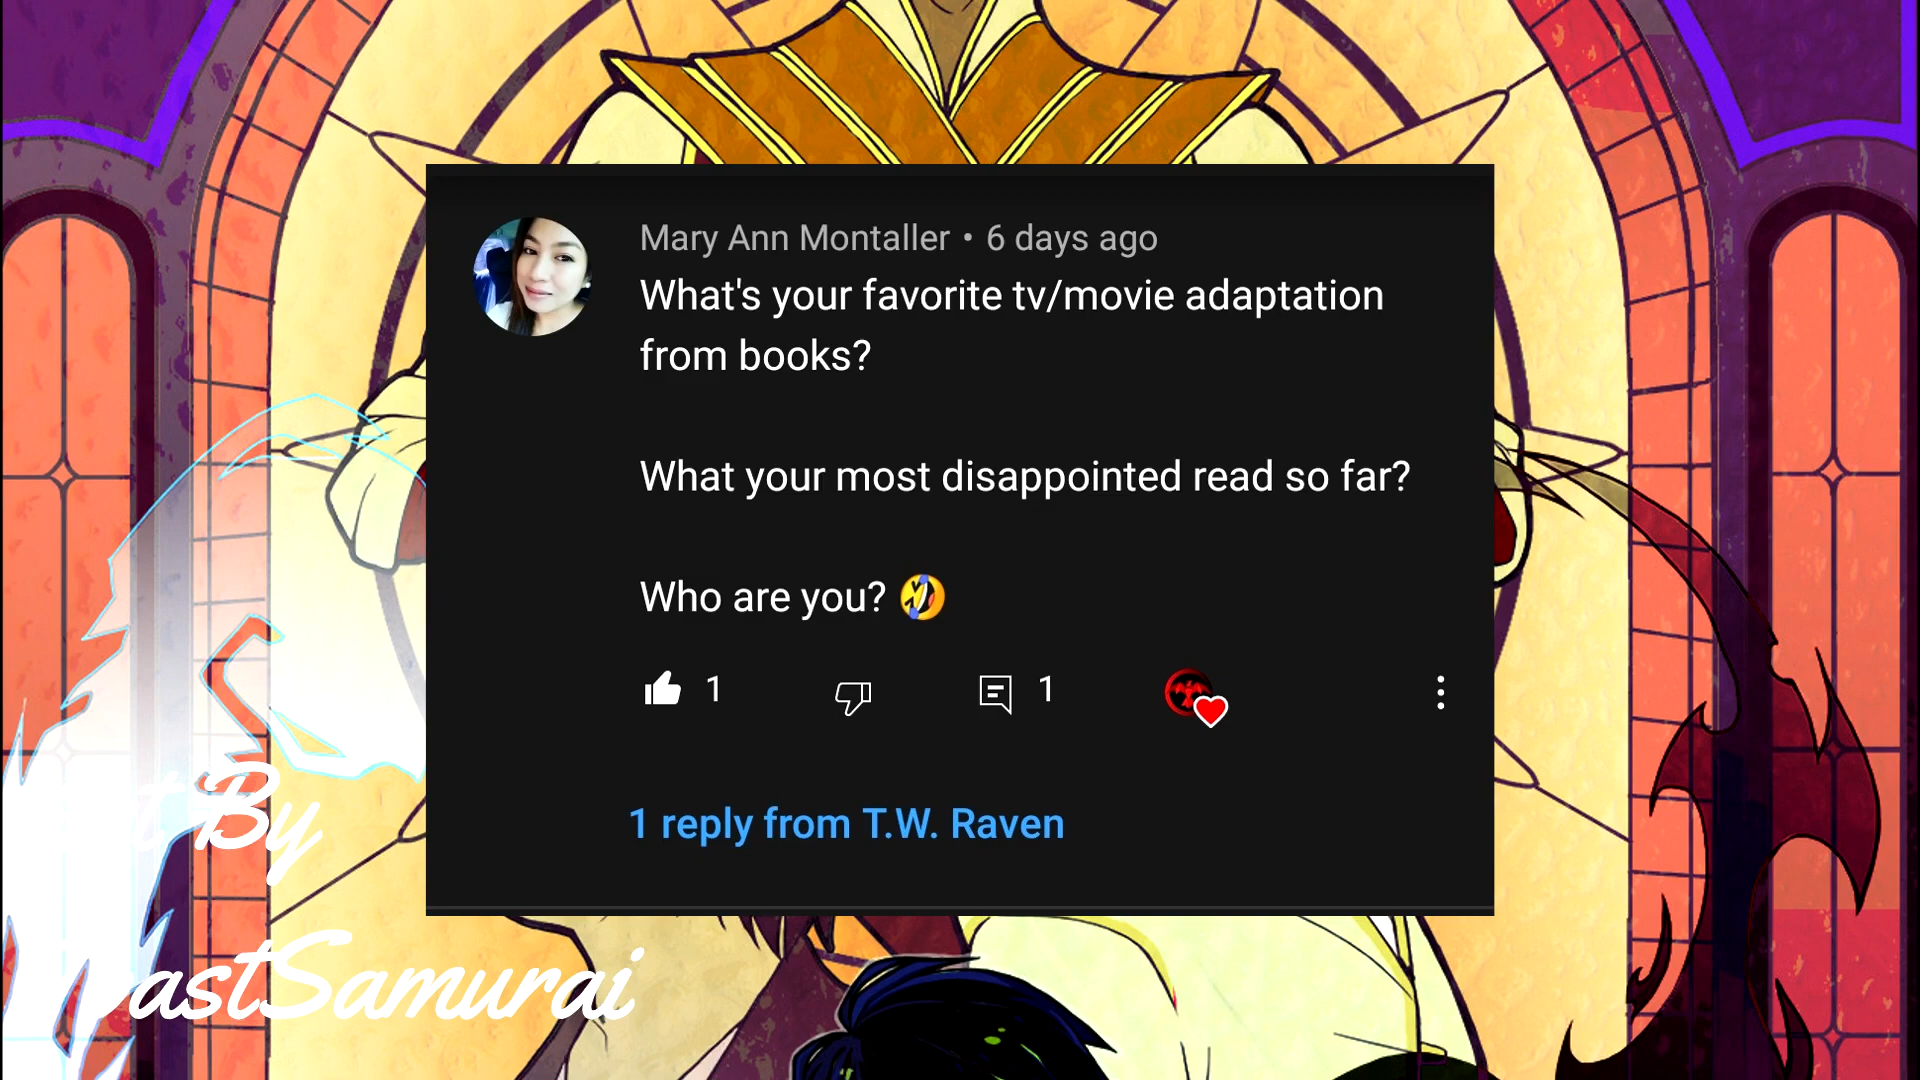 Mary Ann Montaller • 6 days ago
What's your favorite tv/movie adaptation
from books?
What your most disappointed read so far?
Who are you? 🤣
1
1
1 reply from T.W. Raven
By